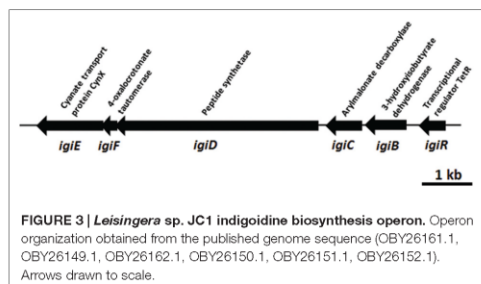 Cyanate transport
protein CynX
4-oxalocrotonate
tautomerase
Peptide synthetase
Arylmalonate decarboxylase
3-hydroxyisobutyrate
dehydrogenase
Transcriptional
regulator TetR
igiE
igiF
igiD
igiC
igiB
igiR
1 kb
FIGURE 3 | Leisingera sp. JC1 indigoidine biosynthesis operon. Operon
organization obtained from the published genome sequence (OBY26161.1,
OBY26149.1, OBY26162.1, OBY26150.1, OBY26151.1, OBY26152.1).
Arrows drawn to scale.